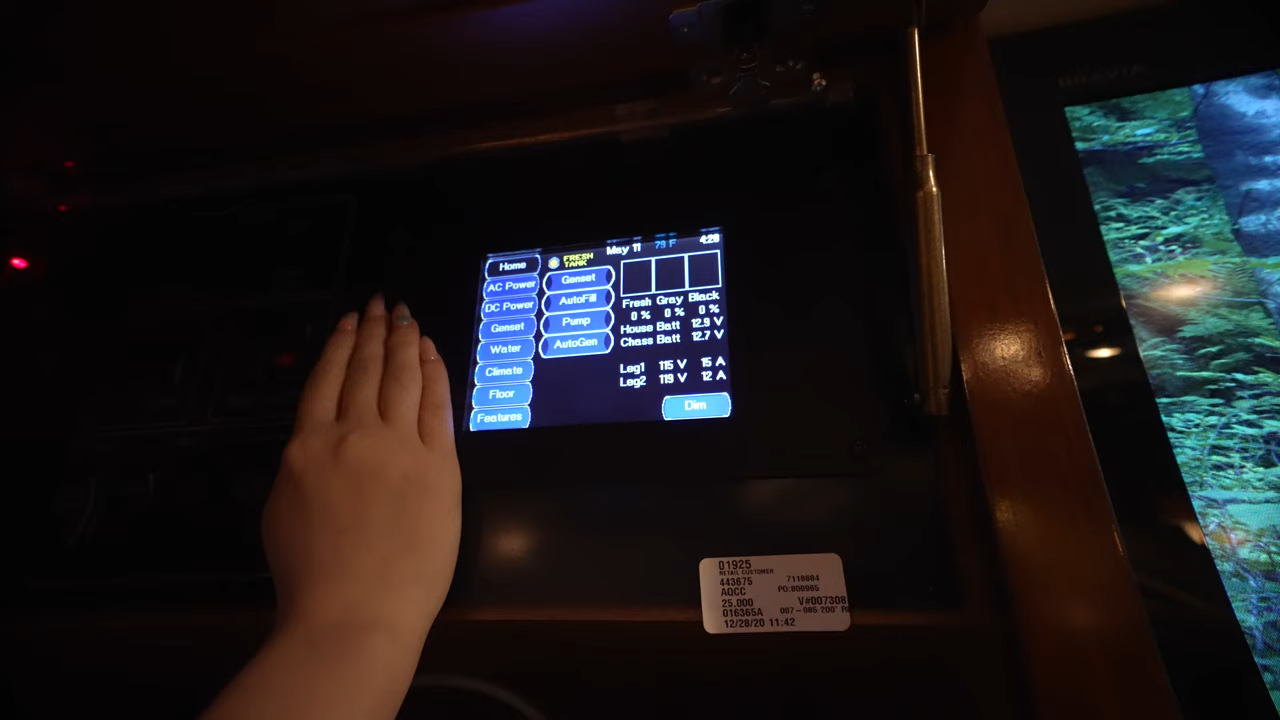 May 11 79 F 4:29
Home
AC Power
DC Power
Genset
Water
Climate
Floor
Features
FRESH
TANK
Genset
AutoFill
Pump
AutoGen
Fresh Gray Black
0 % 0 % 0 %
House Batt 12.9 V
Chass Batt 12.7 V
Leg1 115 V 15 A
Leg2 119 V 12 A
Dim
01925
RETAIL CUSTOMER
443675 7118684
AQCC PO:000985
25.000 V#007308
016365A 007-085 200'
12/28/20 11:42